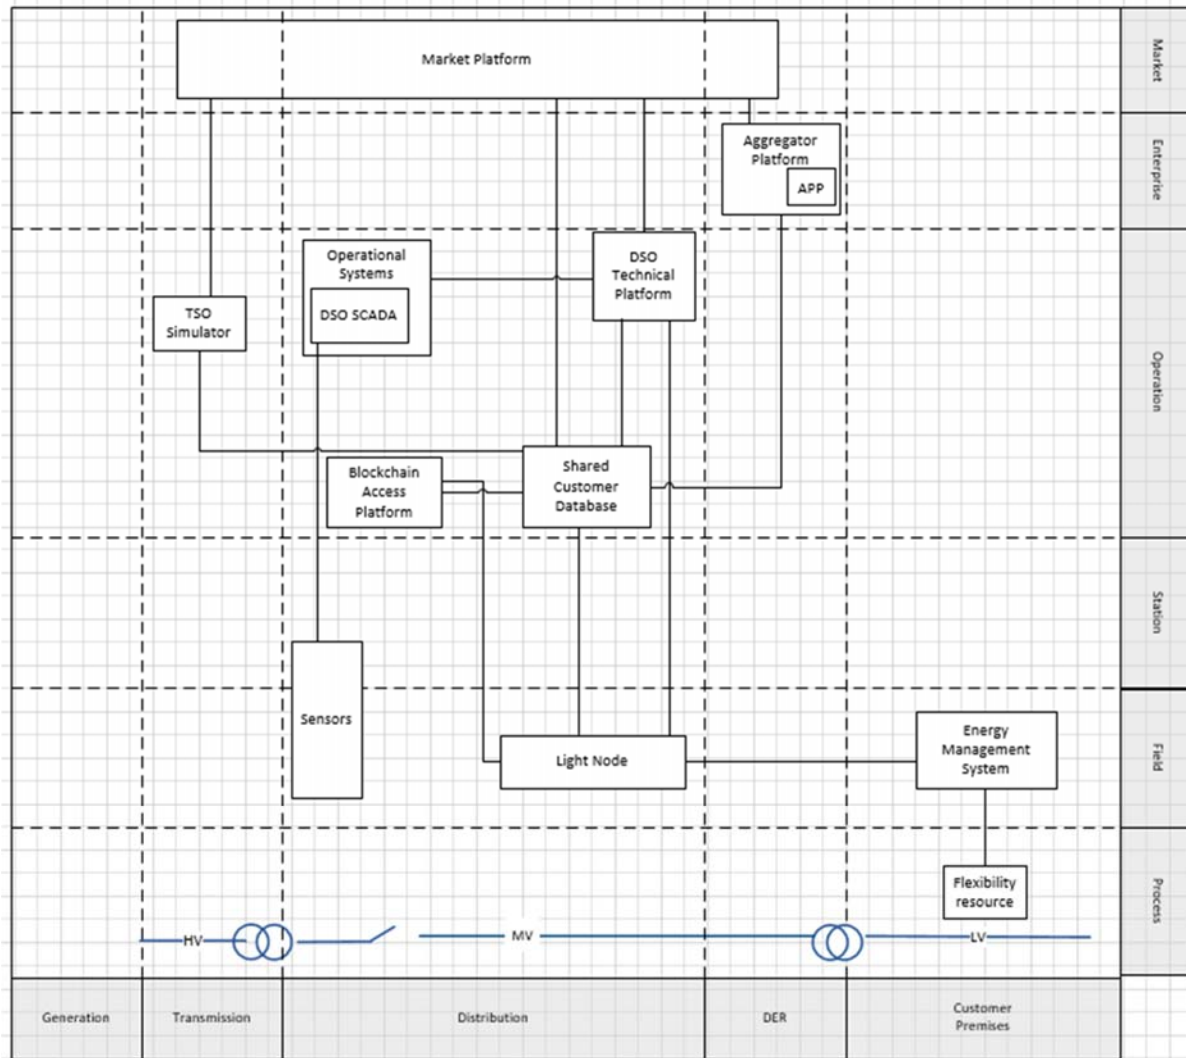 Market Platform
Market
Aggregator
Platform
APP
Enterprise
Operational
Systems
DSO SCADA
DSO
Technical
Platform
TSO
Simulator
Operation
Blockchain
Access
Platform
Shared
Customer
Database
Station
Sensors
Light Node
Energy
Management
System
Field
Flexibility
resource
Process
HV
MV
LV
Generation
Transmission
Distribution
DER
Customer
Premises